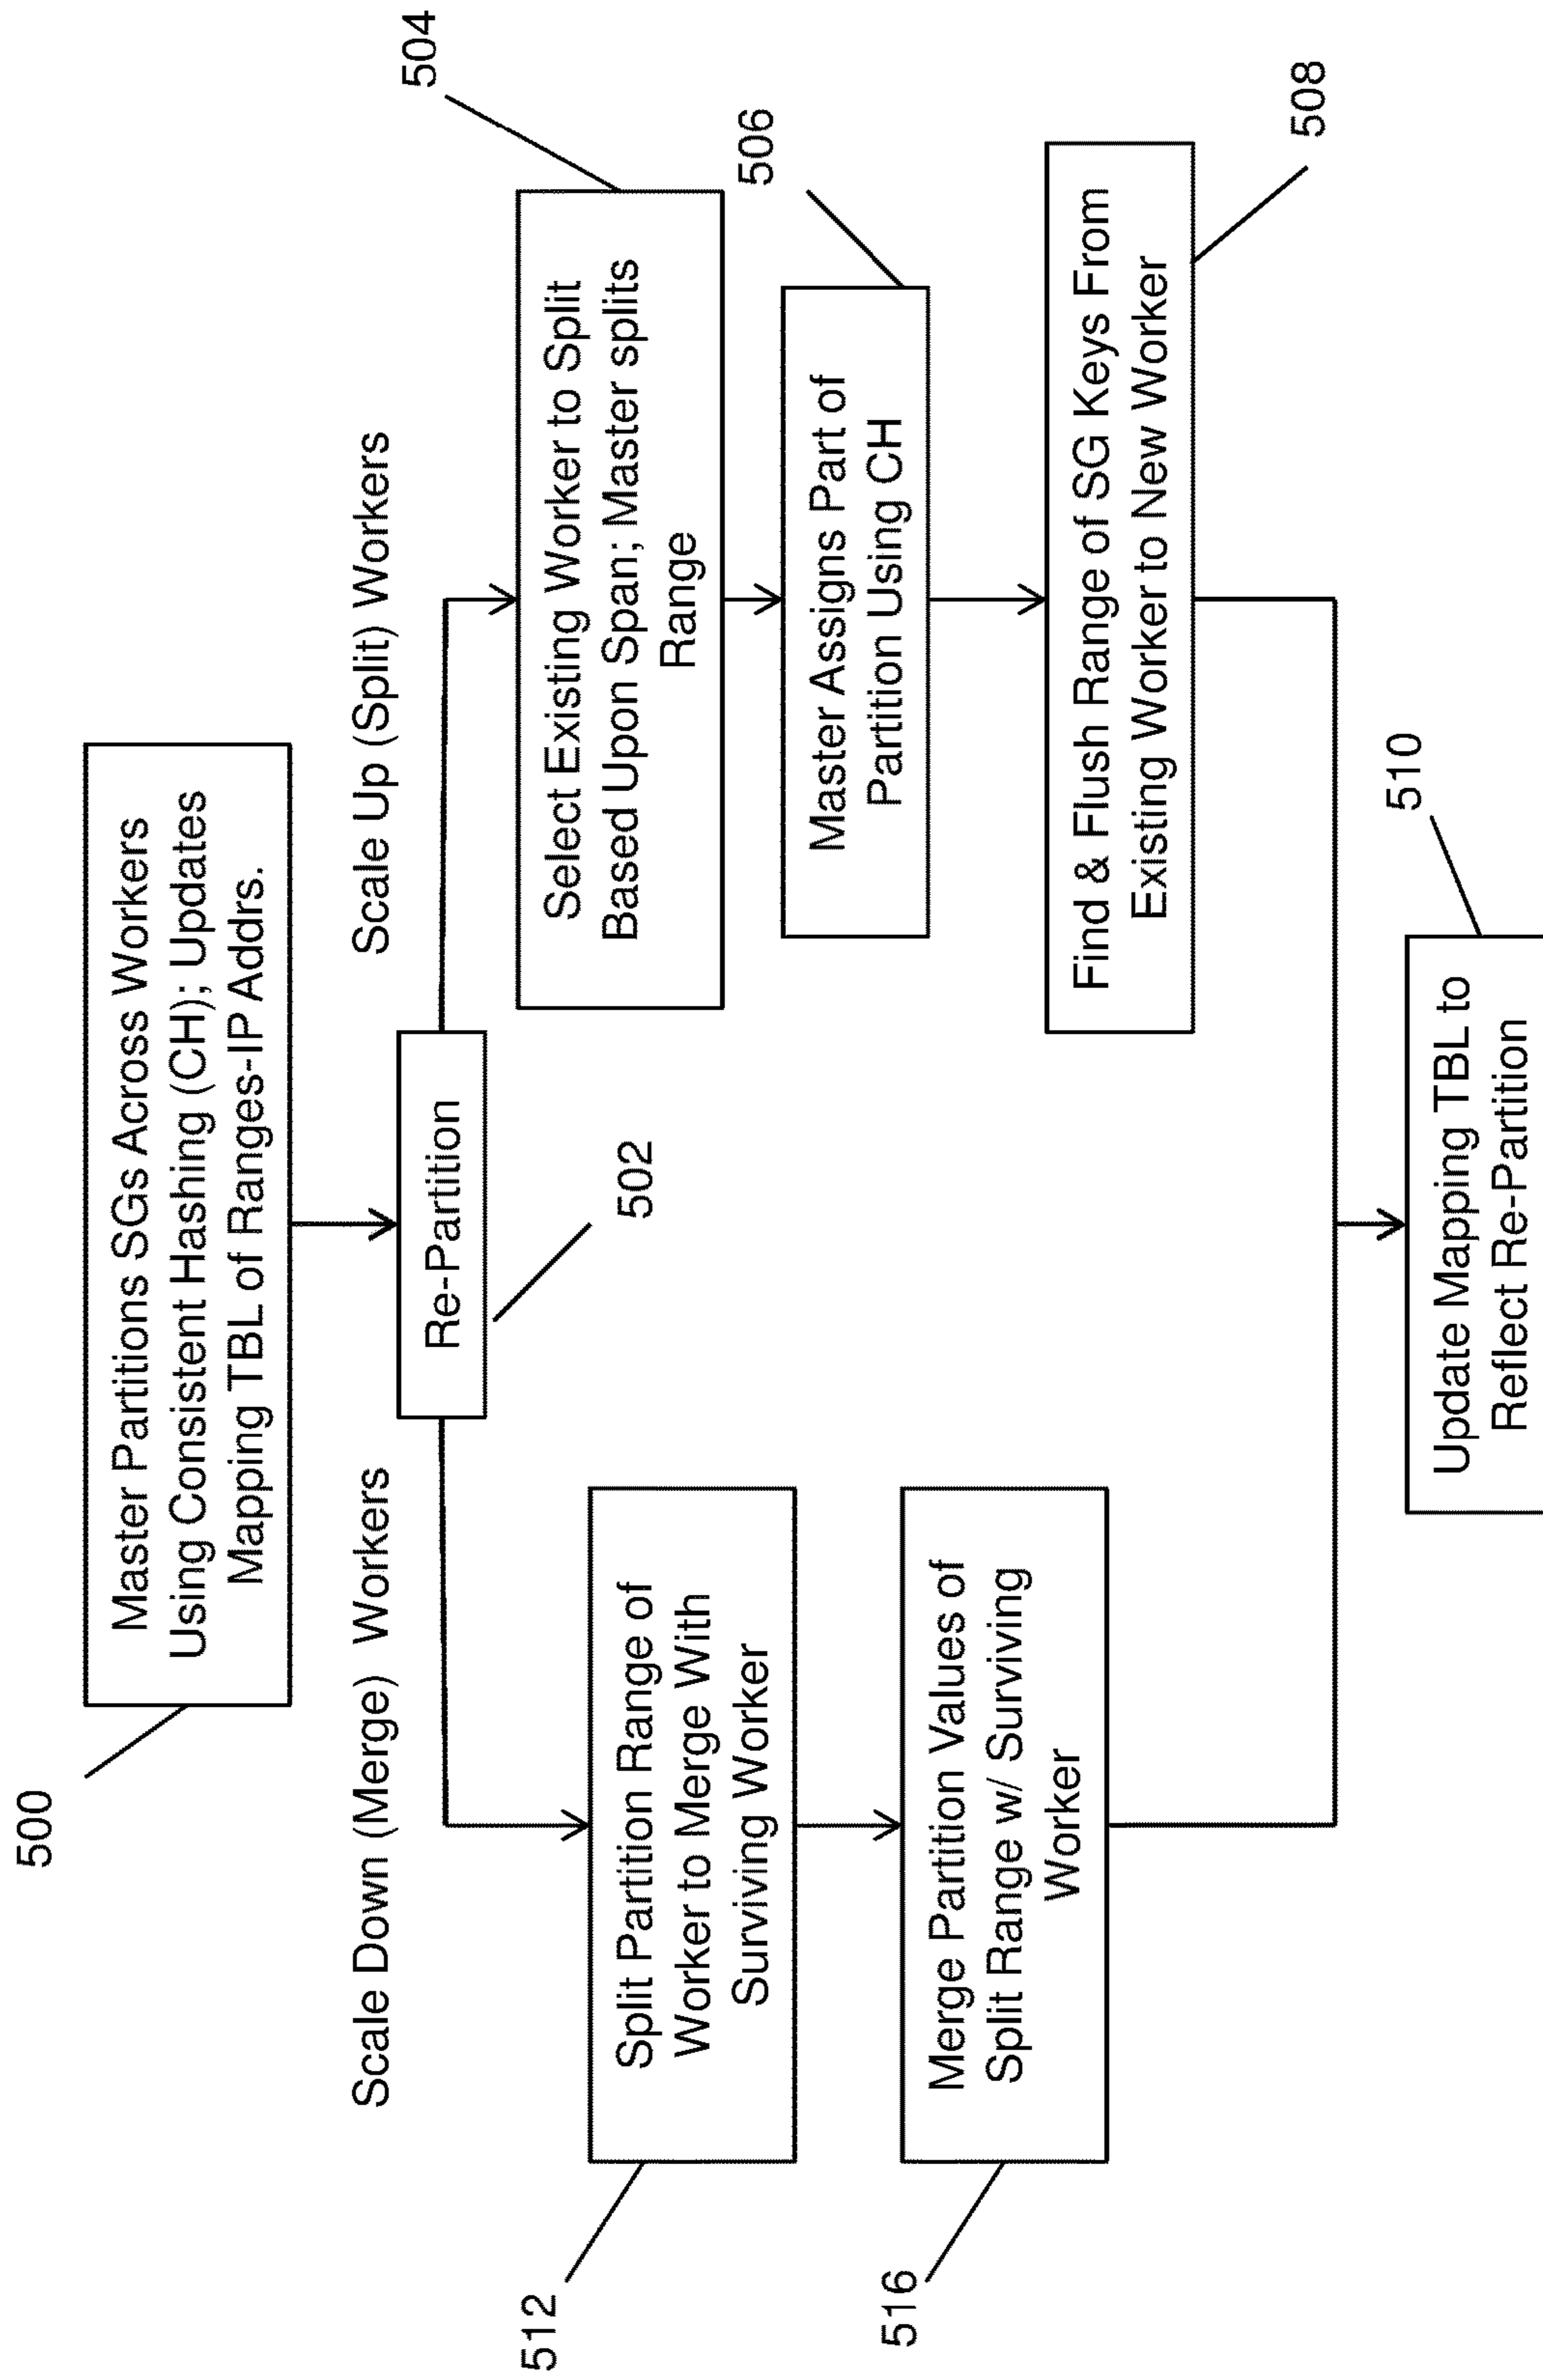 500
Master Partitions SGs Across Workers
Using Consistent Hashing (CH); Updates
Mapping TBL of Ranges-IP Addrs.
Re-Partition
502
Scale Down (Merge) Workers
Scale Up (Split) Workers
512
Split Partition Range of
Worker to Merge With
Surviving Worker
516
Merge Partition Values of
Split Range w/ Surviving
Worker
504
Select Existing Worker to Split
Based Upon Span; Master splits
Range
506
Master Assigns Part of
Partition Using CH
508
Find & Flush Range of SG Keys From
Existing Worker to New Worker
510
Update Mapping TBL to
Reflect Re-Partition